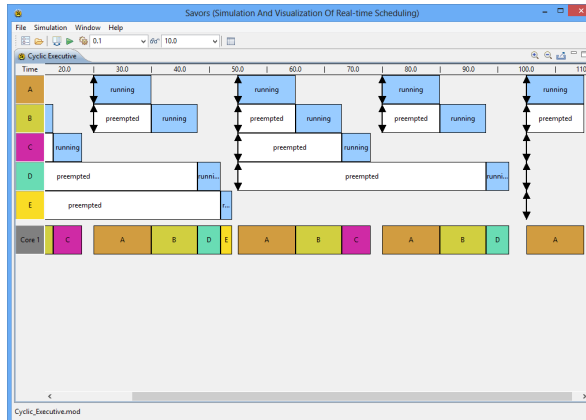 Savors (Simulation And Visualization Of Real-time Scheduling)
File Simulation Window Help
0.1 10.0
Cyclic Executive
Time 20.0 30.0 40.0 50.0 60.0 70.0 80.0 90.0 100.0 110
A running running running running
B preempted running preempted running preempted running preempted
C running preempted running
D preempted runni... preempted runni...
E preempted r...
Core 1 C A B D E A B C A B D A
Cyclic_Executive.mod